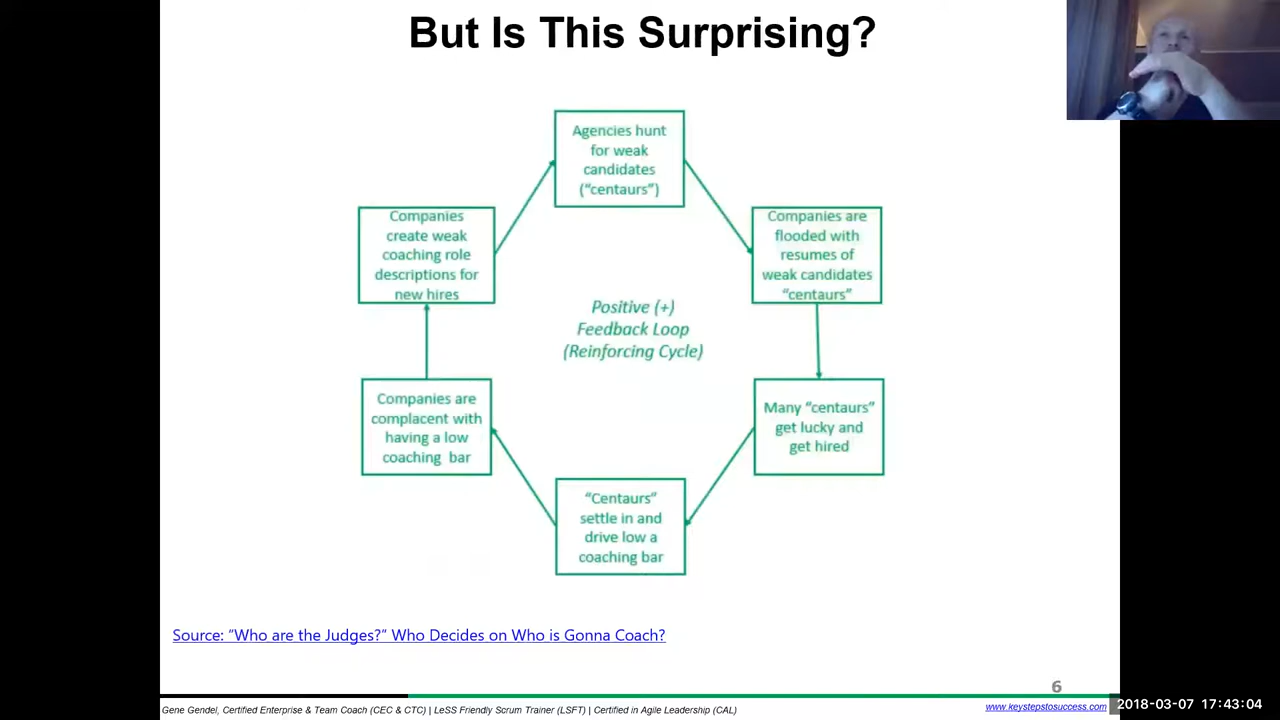 But Is This Surprising?
Agencies hunt
for weak
candidates
(“centaurs”)
Companies
create weak
coaching role
descriptions for
new hires
Companies are
flooded with
resumes of
weak candidates
“centaurs”
Positive (+)
Feedback Loop
(Reinforcing Cycle)
Companies are
complacent with
having a low
coaching bar
Many “centaurs”
get lucky and
get hired
“Centaurs”
settle in and
drive low a
coaching bar
Source: “Who are the Judges?” Who Decides on Who is Gonna Coach?
6
Gene Gendel, Certified Enterprise & Team Coach (CEC & CTC) | LeSS Friendly Scrum Trainer (LSFT) | Certified in Agile Leadership (CAL)
www.keystepstosuccess.com
2018-03-07 17:43:04